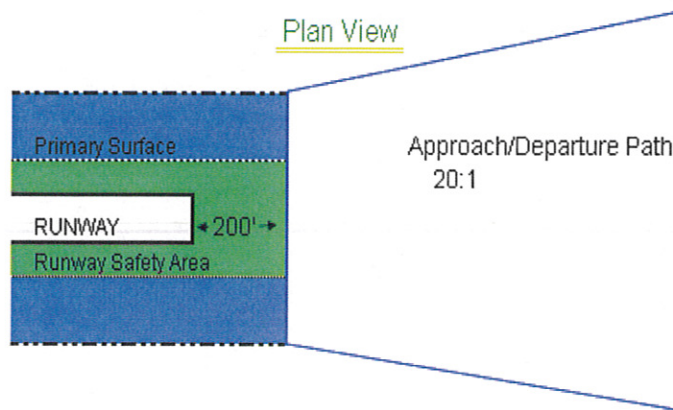 Plan View
Primary Surface
Approach/Departure Path
20:1
RUNWAY
200'
Runway Safety Area